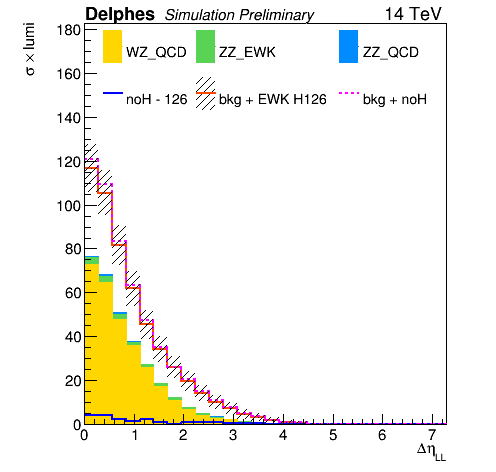 Delphes Simulation Preliminary 14 TeV
σ × lumi
180
160
140
120
100
80
60
40
20
0
WZ_QCD ZZ_EWK ZZ_QCD
noH - 126 bkg + EWK H126 bkg + noH
0 1 2 3 4 5 6 7
Δη_LL